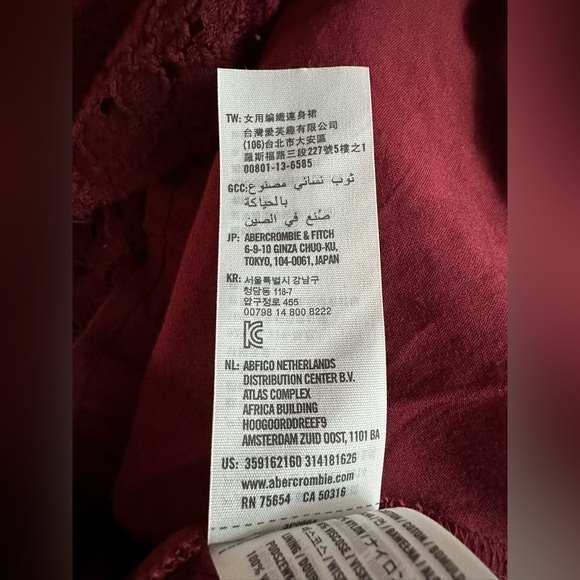 TW: 女用編織連身裙
台灣愛芙趣有限公司
(106)台北市大安區
羅斯福路三段227號5樓之1
00801-13-6585
GCC: ثوب نسائي مصنوع
بالحياكة
صُنع في الصين
JP: ABERCROMBIE & FITCH
6-9-10 GINZA CHUO-KU,
TOKYO, 104-0061, JAPAN
KR: 서울특별시 강남구
청담동 118-7
압구정로 455
00798 14 800 8222
NL: ABFICO NETHERLANDS
DISTRIBUTION CENTER B.V.
ATLAS COMPLEX
AFRICA BUILDING
HOOGOORDDREEF9
AMSTERDAM ZUID OOST, 1101 BA
US: 359162160 314181626
www.abercrombie.com
RN 75654 CA 50316